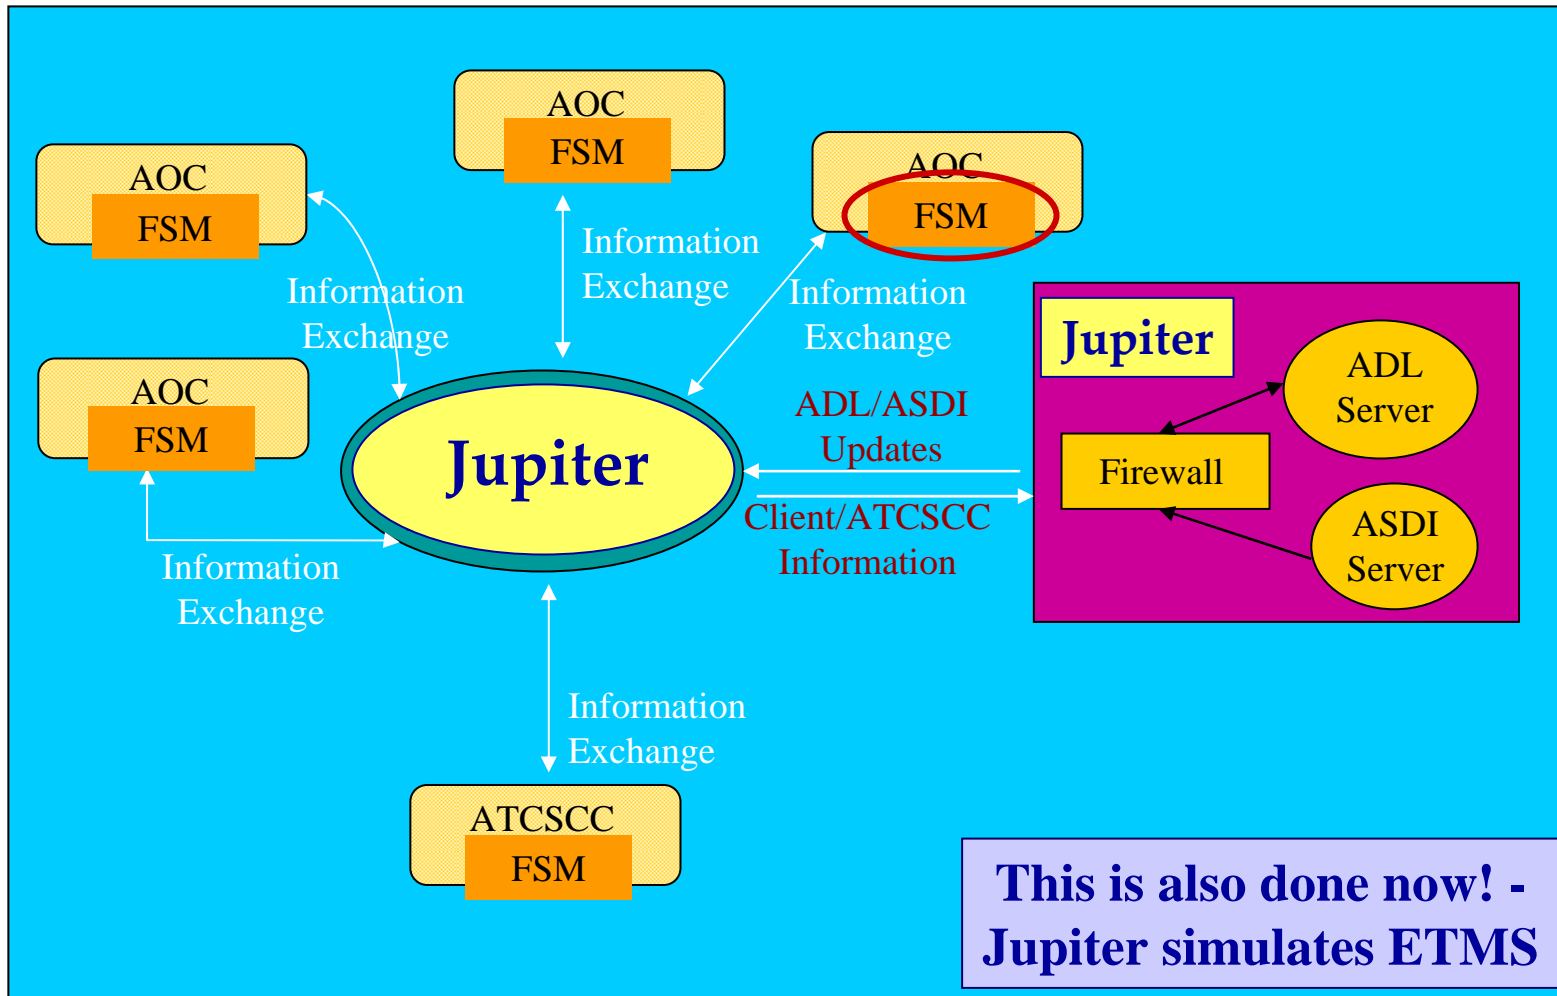 AOC
FSM
AOC
FSM
AOC
FSM
Information
Exchange
Information
Exchange
Information
Exchange
AOC
FSM
Jupiter
ADL/ASDI
Updates
Client/ATCSCC
Information
Jupiter
ADL
Server
Firewall
ASDI
Server
Information
Exchange
Information
Exchange
ATCSCC
FSM
This is also done now! -
Jupiter simulates ETMS